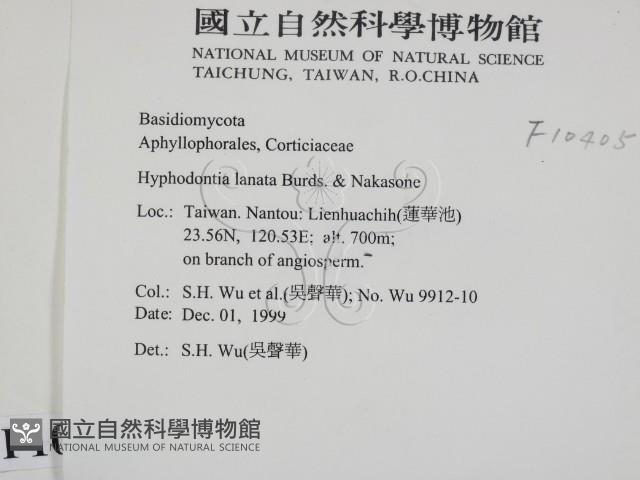 國立自然科學博物館
NATIONAL MUSEUM OF NATURAL SCIENCE
TAICHUNG, TAIWAN, R.O.CHINA
Basidiomycota
F10405
Aphyllophorales, Corticiaceae
Hyphodontia lanata Burds. & Nakasone
Loc.: Taiwan. Nantou: Lienhuachih(蓮華池)
23.56N, 120.53E; alt. 700m;
on branch of angiosperm.
Col.: S.H. Wu et al.(吳聲華); No. Wu 9912-10
Date: Dec. 01, 1999
Det.: S.H. Wu(吳聲華)
國立自然科學博物館
NATIONAL MUSEUM OF NATURAL SCIENCE